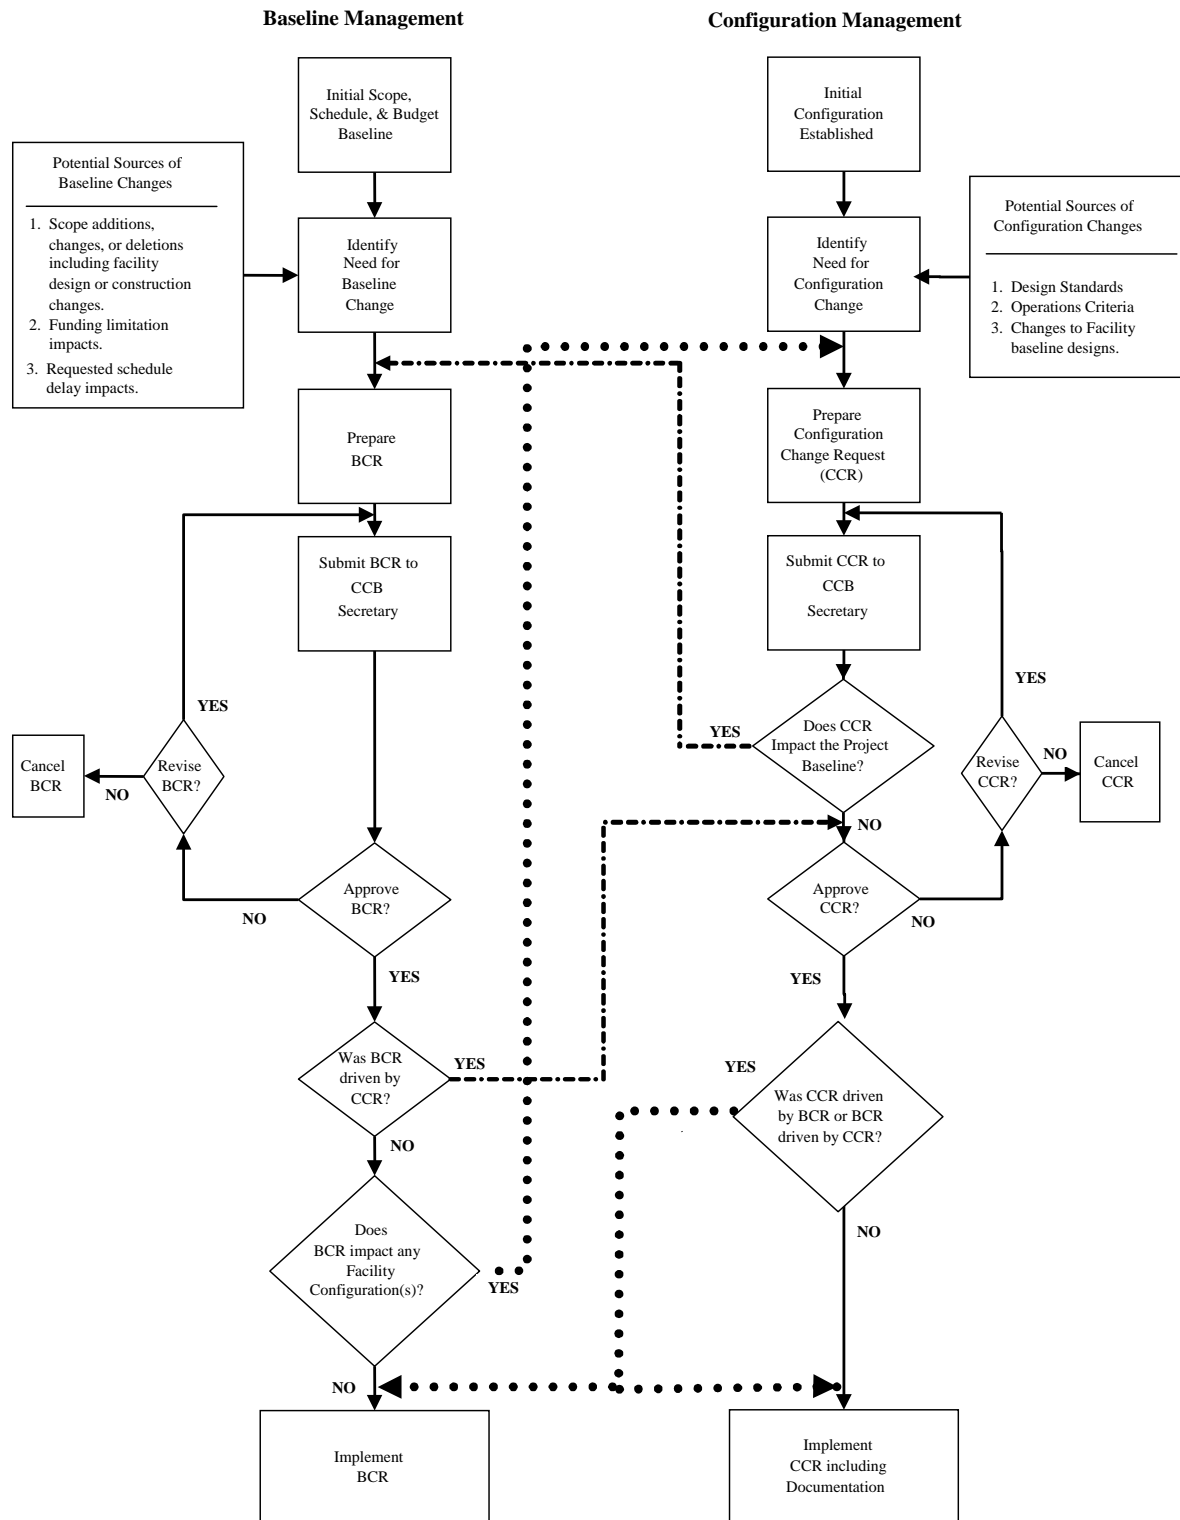 Baseline Management
Configuration Management
Initial Scope,
Schedule, & Budget
Baseline
Initial
Configuration
Established
Potential Sources of
Baseline Changes
1. Scope additions,
changes, or deletions
including facility
design or construction
changes.
2. Funding limitation
impacts.
3. Requested schedule
delay impacts.
Identify
Need for
Baseline
Change
Identify
Need for
Configuration
Change
Potential Sources of
Configuration Changes
1. Design Standards
2. Operations Criteria
3. Changes to Facility
baseline designs.
Prepare
BCR
Prepare
Configuration
Change Request
(CCR)
Submit BCR to
CCB
Secretary
Submit CCR to
CCB
Secretary
YES
YES
YES
Does CCR
Impact the Project
Baseline?
Cancel
BCR
NO
Revise
BCR?
Revise
CCR?
NO
Cancel
CCR
NO
Approve
BCR?
NO
Approve
CCR?
NO
YES
YES
Was BCR
driven by
CCR?
YES
YES
Was CCR driven
by BCR or BCR
driven by CCR?
NO
Does
BCR impact any
Facility
Configuration(s)?
YES
NO
NO
Implement
BCR
Implement
CCR including
Documentation